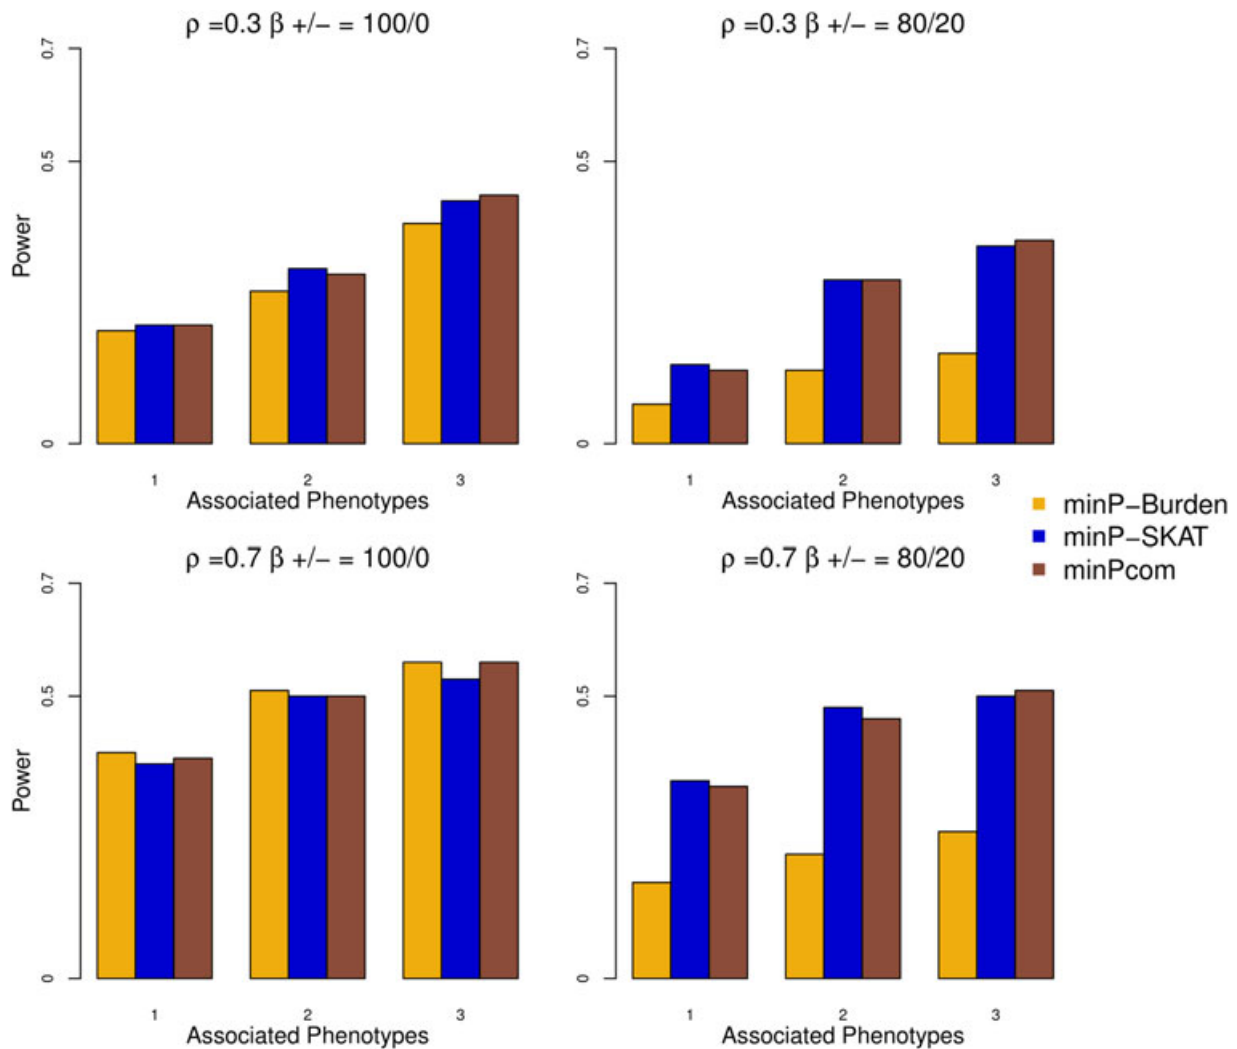 ρ =0.3 β +/− = 100/0
0.7
0.5
0
Power
1 2 3
Associated Phenotypes
ρ =0.3 β +/− = 80/20
0.7
0.5
0
1 2 3
Associated Phenotypes
minP−Burden
minP−SKAT
minPcom
ρ =0.7 β +/− = 100/0
0.7
0.5
0
Power
1 2 3
Associated Phenotypes
ρ =0.7 β +/− = 80/20
0.7
0.5
0
1 2 3
Associated Phenotypes